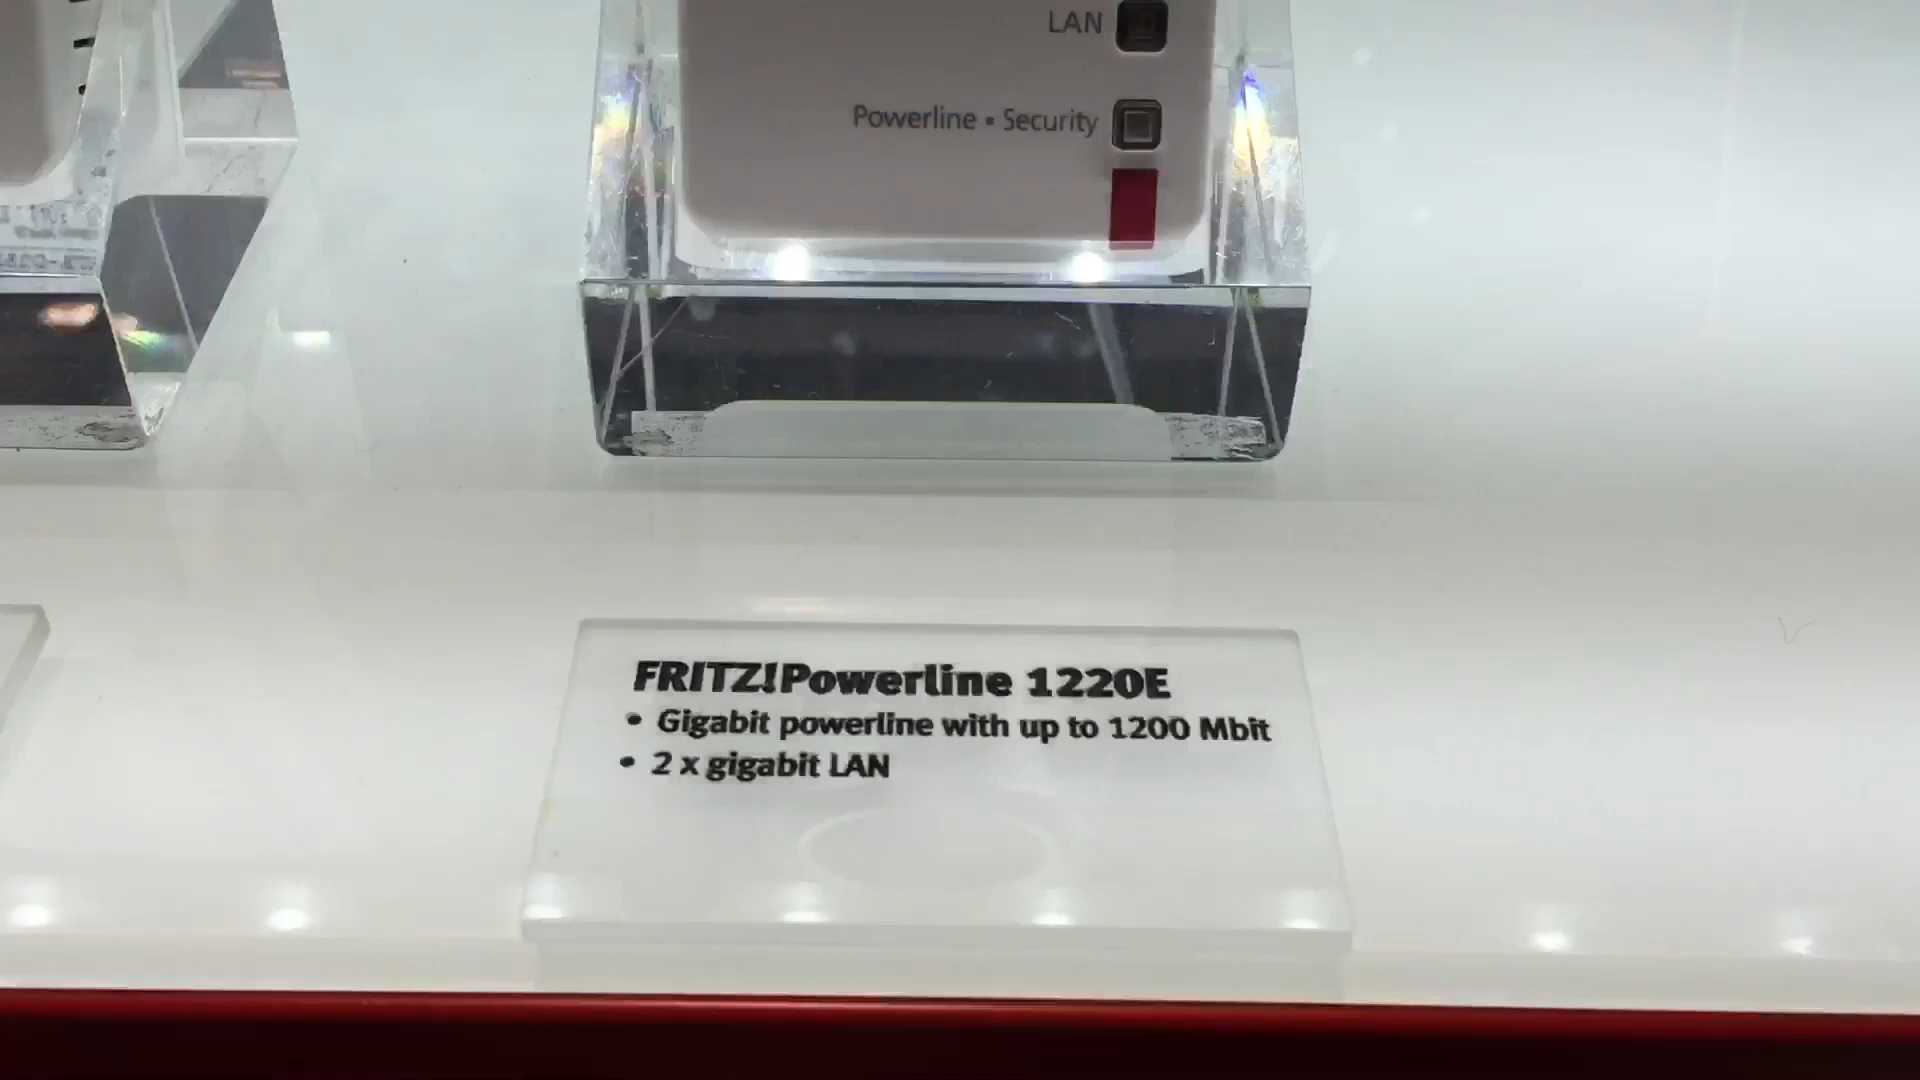 LAN
Powerline • Security
FRITZ!Powerline 1220E
• Gigabit powerline with up to 1200 Mbit
• 2 x gigabit LAN